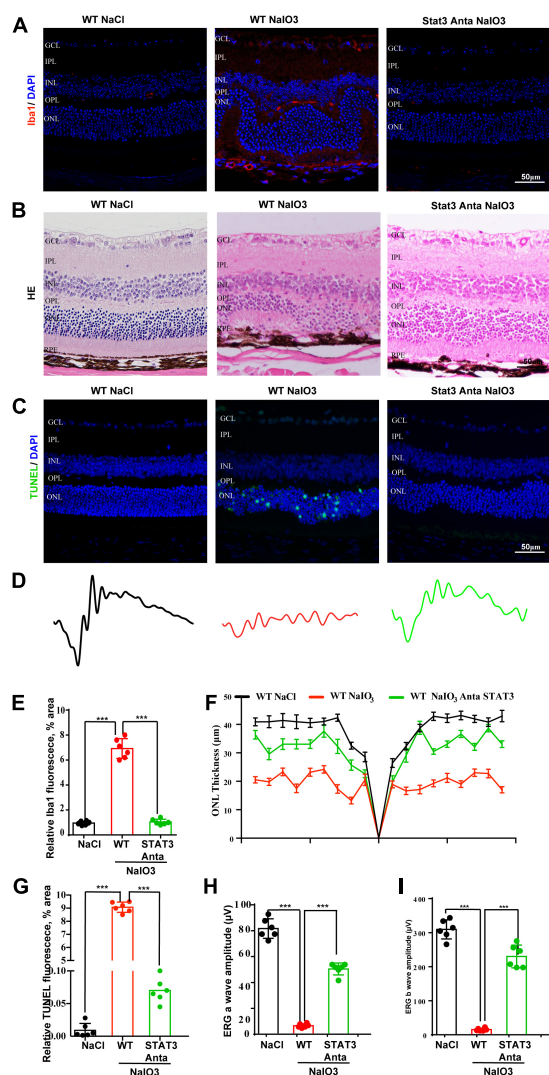 A
WT NaCl
WT NaIO3
Stat3 Anta NaIO3
Iba1/ DAPI
GCL
IPL
INL
OPL
ONL
GCL
IPL
INL
OPL
ONL
GCL
IPL
INL
OPL
ONL
50μm
B
WT NaCl
WT NaIO3
Stat3 Anta NaIO3
HE
GCL
IPL
INL
OPL
RPE
GCL
IPL
INL
OPL
ONL
RPE
GCL
IPL
INL
OPL
ONL
RPE
50μm
C
WT NaCl
WT NaIO3
Stat3 Anta NaIO3
TUNEL/ DAPI
GCL
IPL
INL
OPL
ONL
GCL
IPL
INL
OPL
ONL
GCL
IPL
INL
OPL
ONL
50μm
D
E
Relative Iba1 fluorescece, % area
10
8
6
4
2
0
***
***
NaCl
WT
STAT3
Anta
NaIO3
F
WT NaCl
WT NaIO3
WT NaIO3 Anta STAT3
ONL Thickness (μm)
50
40
30
20
10
0
G
Relative TUNEL fluorescece, % area
10
9
8
7
6
5
0.10
0.05
0.00
***
***
NaCl
WT
STAT3
Anta
NaIO3
H
ERG a wave amplitude (μV)
100
80
60
40
20
0
***
***
NaCl
WT
STAT3
Anta
NaIO3
I
ERG b wave amplitude (μV)
400
300
200
100
0
***
***
NaCl
WT
STAT3
Anta
NaIO3